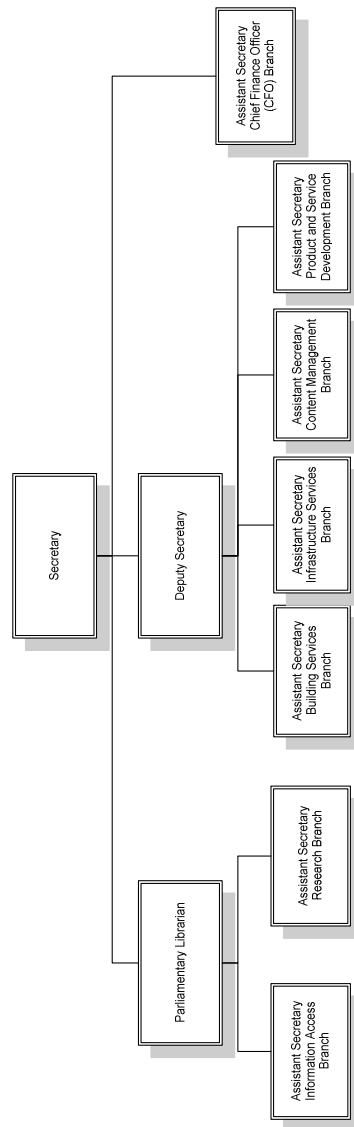 Secretary
Parliamentary Librarian
Deputy Secretary
Assistant Secretary
Chief Finance Officer
(CFO) Branch
Assistant Secretary
Information Access
Branch
Assistant Secretary
Research Branch
Assistant Secretary
Building Services
Branch
Assistant Secretary
Infrastructure Services
Branch
Assistant Secretary
Content Management
Branch
Assistant Secretary
Product and Service
Development Branch